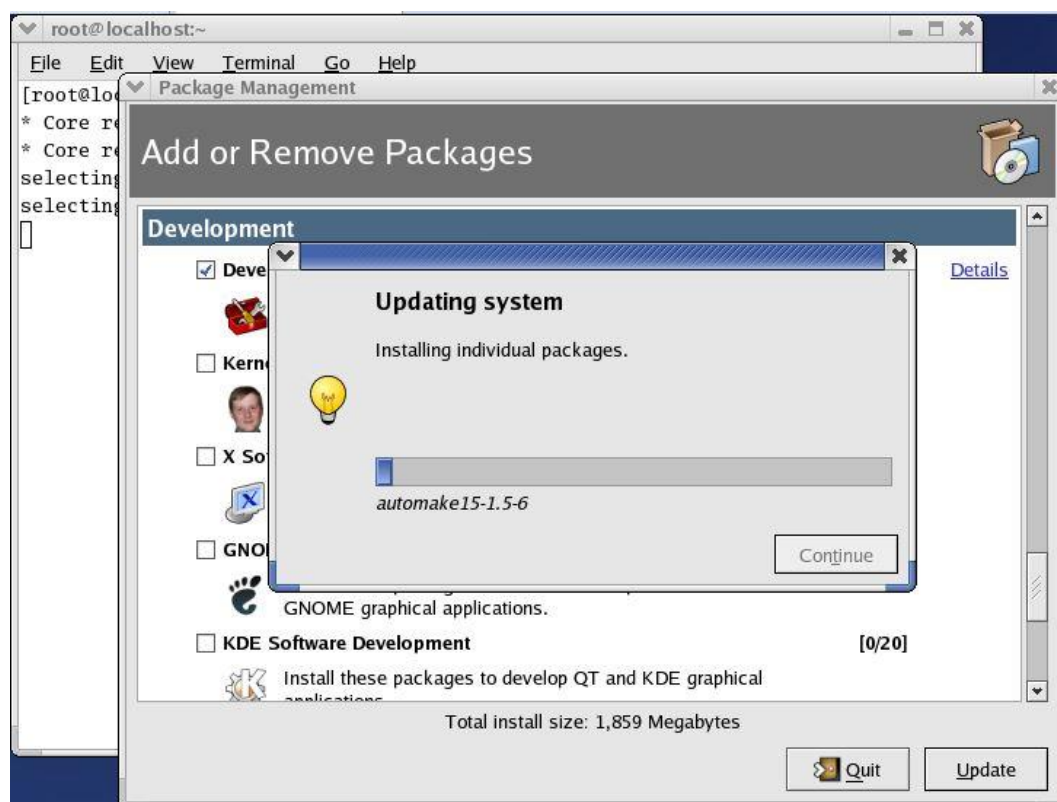 root@localhost:~
File Edit View Terminal Go Help
[root@loc
* Core re
* Core re
selecting
selecting
Package Management
Add or Remove Packages
Development
Deve
Details
Kerne
X So
GNO
GNOME graphical applications.
KDE Software Development [0/20]
Install these packages to develop QT and KDE graphical
applications
Updating system
Installing individual packages.
automake15-1.5-6
Continue
Total install size: 1,859 Megabytes
Quit Update